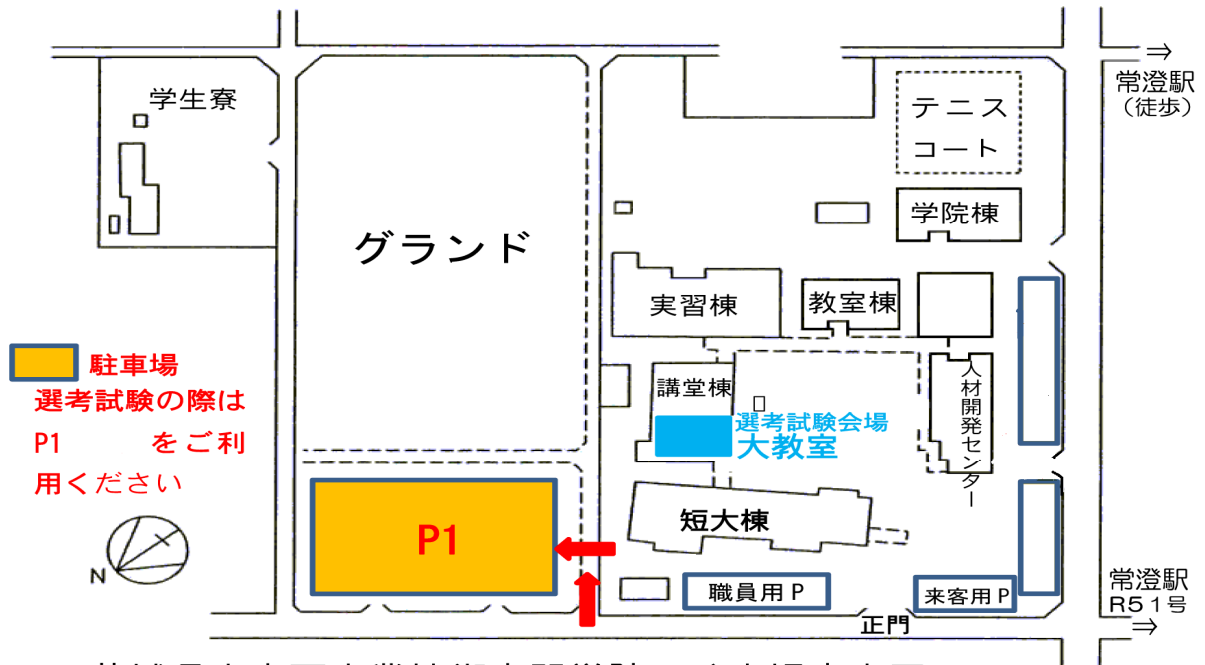 学生寮
グランド
テニス
コート
⇒
常澄駅
（徒歩）
学院棟
実習棟
教室棟
講堂棟
人材開発センター
選考試験会場
大教室
駐車場
選考試験の際は
P1 をご利
用ください
N
P1
短大棟
職員用P
来客用P
正門
常澄駅
R51号
⇒